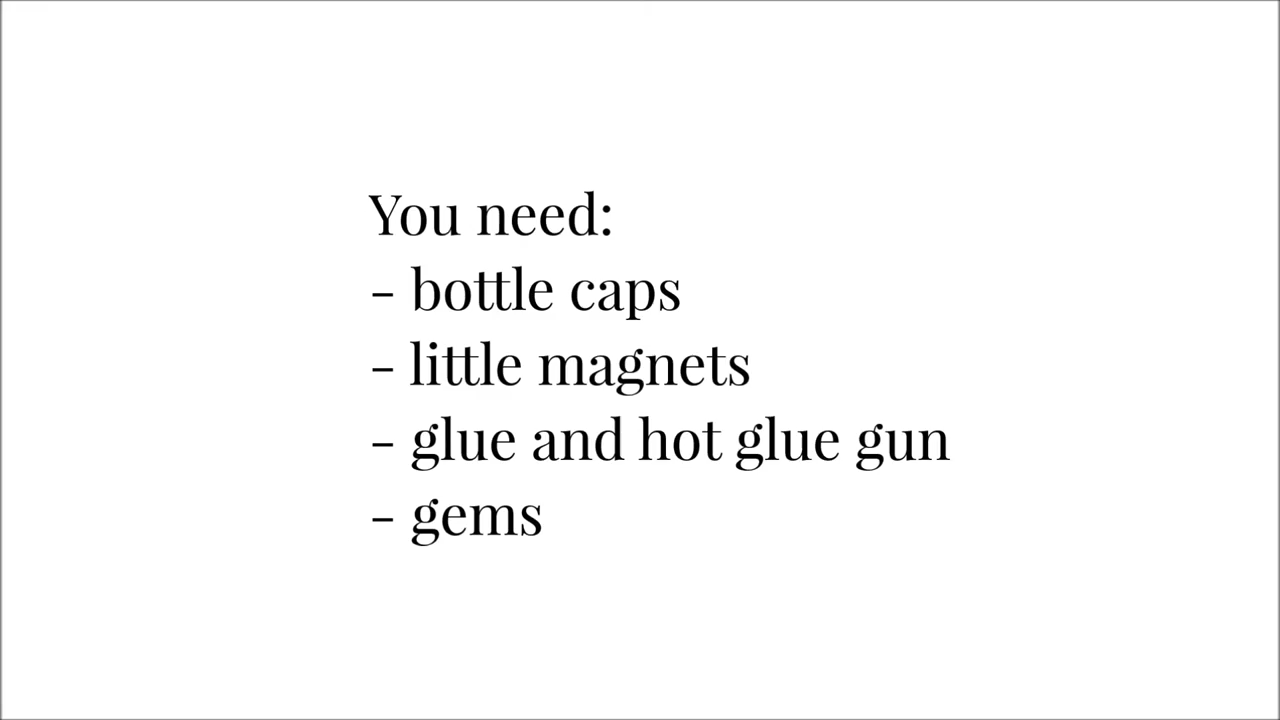 You need:
- bottle caps
- little magnets
- glue and hot glue gun
- gems